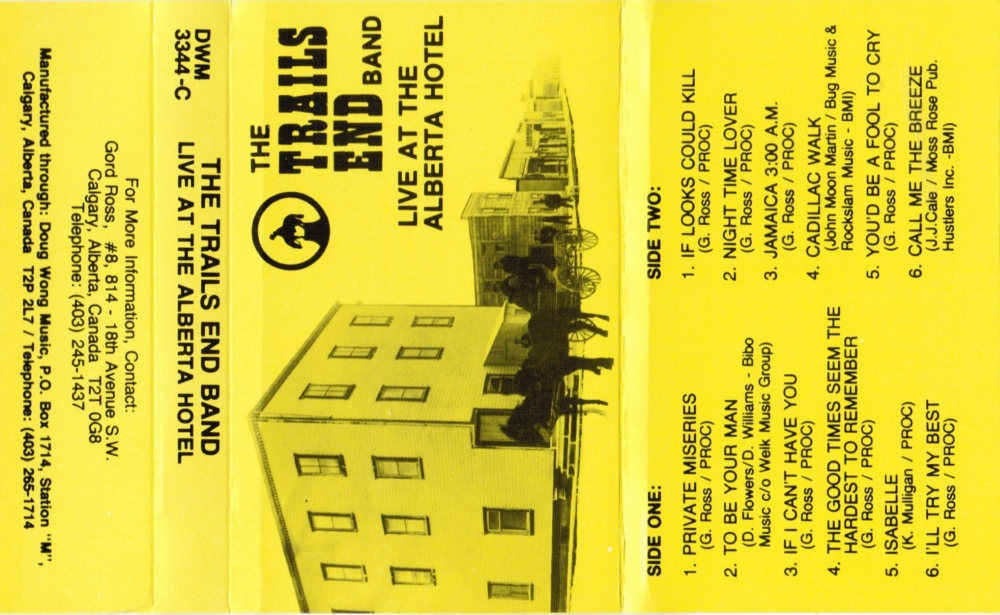 THE
TRAILS
END BAND
LIVE AT THE
ALBERTA HOTEL
DWM
3344-C
THE TRAILS END BAND
LIVE AT THE ALBERTA HOTEL
For More Information, Contact:
Gord Ross, #8, 814 - 18th Avenue S.W.
Calgary, Alberta, Canada T2T 0G8
Telephone: (403) 245-1437
Manufactured through: Doug Wong Music, P.O. Box 1714, Station "M",
Calgary, Alberta, Canada T2P 2L7 / Telephone: (403) 265-1714
SIDE ONE:
1. PRIVATE MISERIES
(G. Ross / PROC)
2. TO BE YOUR MAN
(D. Flowers/D. Williams - Bibo
Music c/o Welk Music Group)
3. IF I CAN'T HAVE YOU
(G. Ross / PROC)
4. THE GOOD TIMES SEEM THE
HARDEST TO REMEMBER
(G. Ross / PROC)
5. ISABELLE
(K. Mulligan / PROC)
6. I'LL TRY MY BEST
(G. Ross / PROC)
SIDE TWO:
1. IF LOOKS COULD KILL
(G. Ross / PROC)
2. NIGHT TIME LOVER
(G. Ross / PROC)
3. JAMAICA 3:00 A.M.
(G. Ross / PROC)
4. CADILLAC WALK
(John Moon Martin / Bug Music &
Rockslam Music - BMI)
5. YOU'D BE A FOOL TO CRY
(G. Ross / PROC)
6. CALL ME THE BREEZE
(J.J.Cale / Moss Rose Pub.
Hustlers Inc. -BMI)